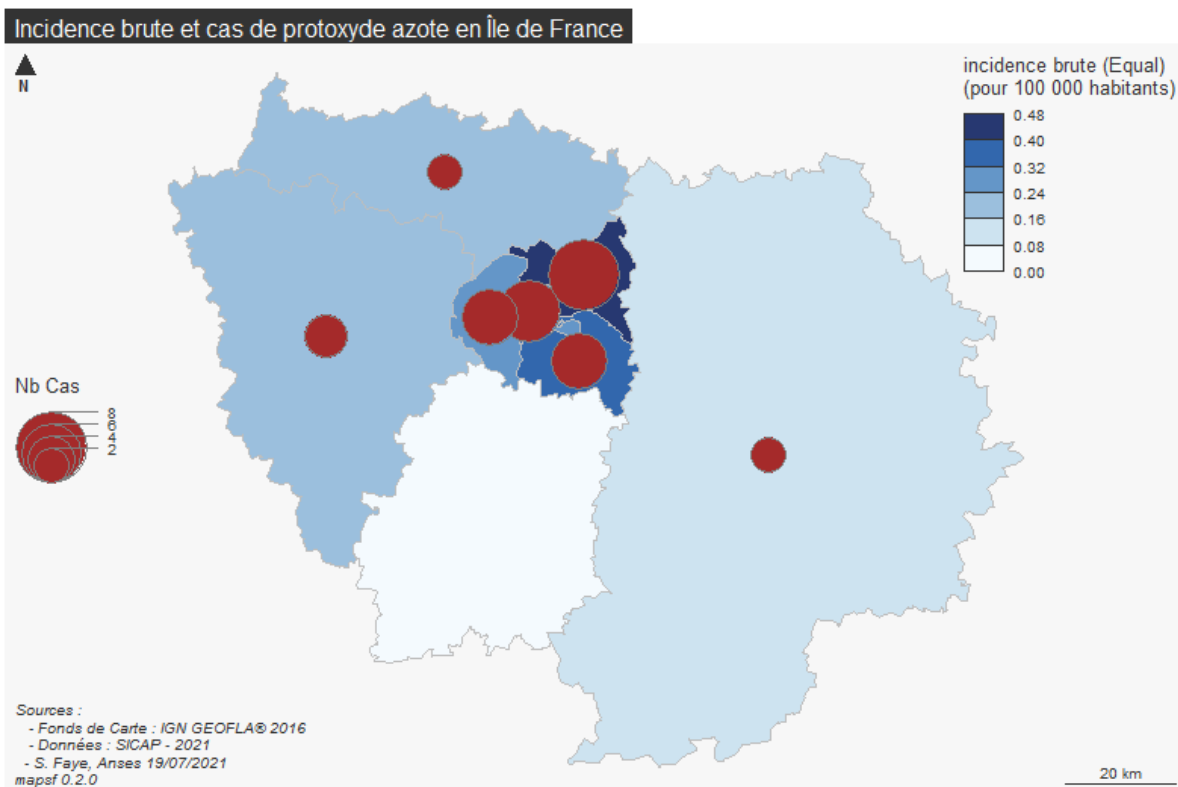 Incidence brute et cas de protoxyde azote en Île de France
N
incidence brute (Equal)
(pour 100 000 habitants)
0.48
0.40
0.32
0.24
0.16
0.08
0.00
Nb Cas
8
6
4
2
Sources :
- Fonds de Carte : IGN GEOFLA® 2016
- Données : SICAP - 2021
- S. Faye, Anses 19/07/2021
mapsf 0.2.0
20 km